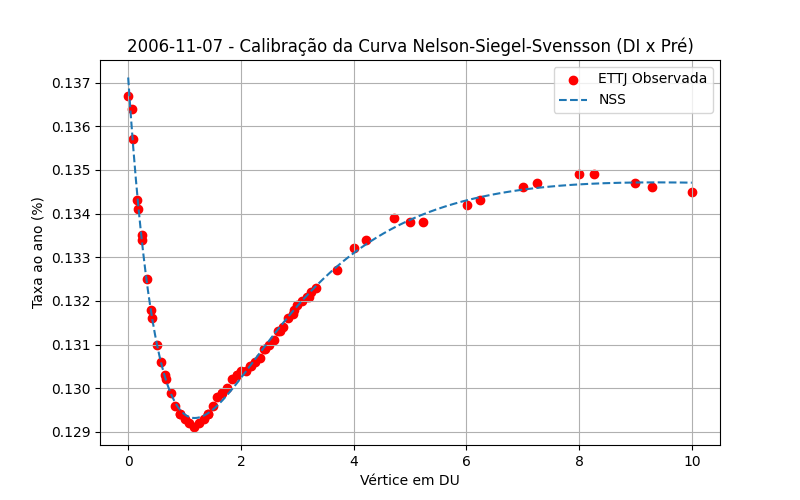 2006-11-07 - Calibração da Curva Nelson-Siegel-Svensson (DI x Pré)
ETTJ Observada
NSS
Taxa ao ano (%)
0.137
0.136
0.135
0.134
0.133
0.132
0.131
0.130
0.129
0 2 4 6 8 10
Vértice em DU